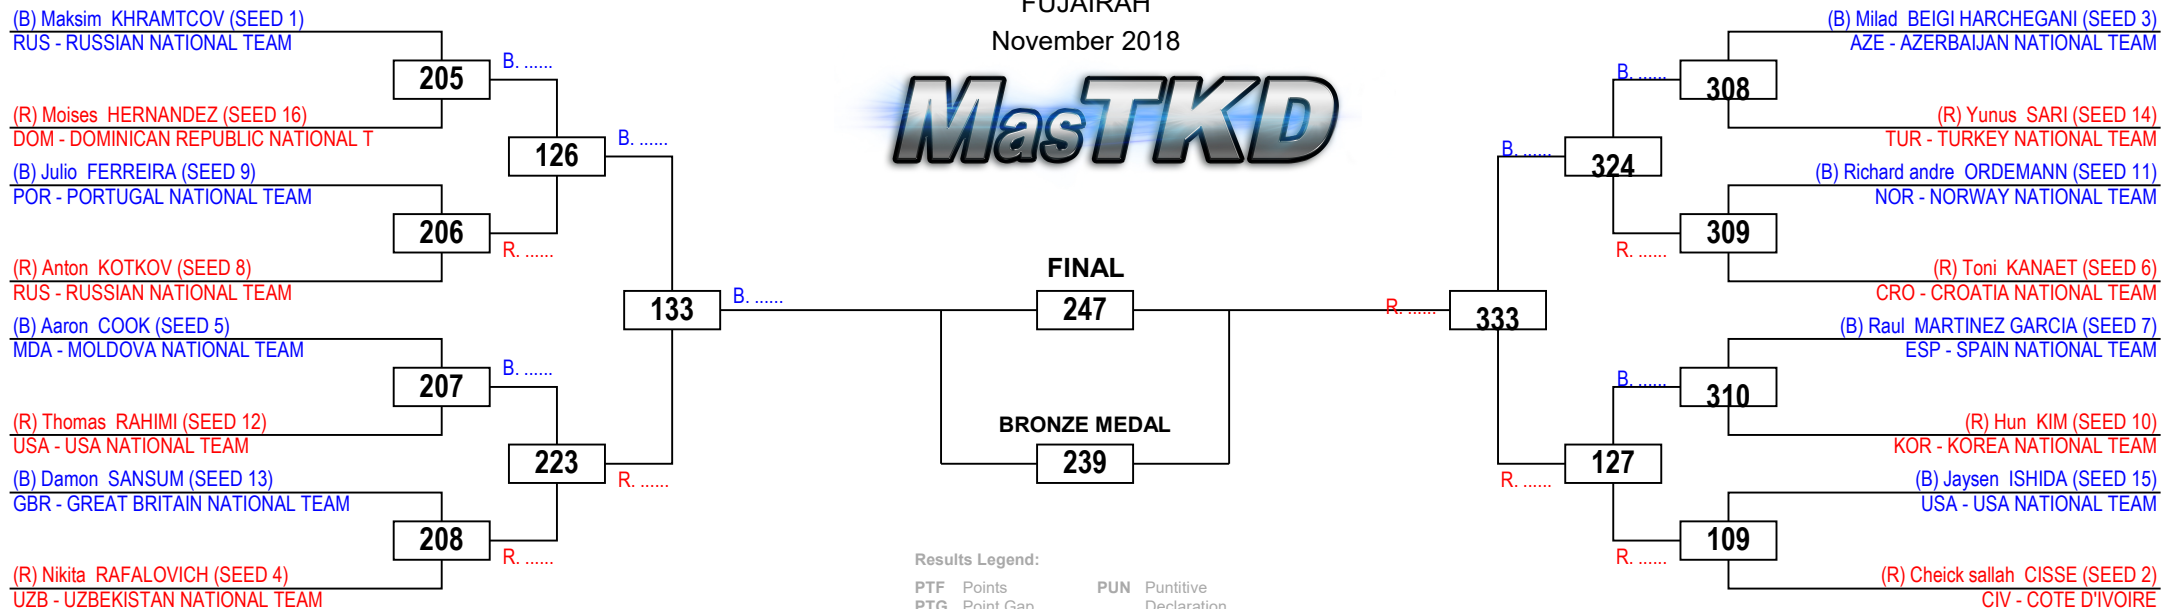 FUJAIRAH
November 2018
MasTKD
(B) Maksim KHRAMTCOV (SEED 1)
RUS - RUSSIAN NATIONAL TEAM
205
B. ......
(R) Moises HERNANDEZ (SEED 16)
DOM - DOMINICAN REPUBLIC NATIONAL T
126
B. ......
(B) Julio FERREIRA (SEED 9)
POR - PORTUGAL NATIONAL TEAM
206
R. ......
(R) Anton KOTKOV (SEED 8)
RUS - RUSSIAN NATIONAL TEAM
133
B. ......
(B) Aaron COOK (SEED 5)
MDA - MOLDOVA NATIONAL TEAM
207
B. ......
(R) Thomas RAHIMI (SEED 12)
USA - USA NATIONAL TEAM
223
R. ......
(B) Damon SANSUM (SEED 13)
GBR - GREAT BRITAIN NATIONAL TEAM
208
R. ......
(R) Nikita RAFALOVICH (SEED 4)
UZB - UZBEKISTAN NATIONAL TEAM
FINAL
247
BRONZE MEDAL
239
Results Legend:
PTF Points PUN Puntitive
PTG Point Gap Declaration
(B) Milad BEIGI HARCHEGANI (SEED 3)
AZE - AZERBAIJAN NATIONAL TEAM
B. ......
308
(R) Yunus SARI (SEED 14)
TUR - TURKEY NATIONAL TEAM
B. ......
324
(B) Richard andre ORDEMANN (SEED 11)
NOR - NORWAY NATIONAL TEAM
R. ......
309
(R) Toni KANAET (SEED 6)
CRO - CROATIA NATIONAL TEAM
R. ......
333
(B) Raul MARTINEZ GARCIA (SEED 7)
ESP - SPAIN NATIONAL TEAM
B. ......
310
(R) Hun KIM (SEED 10)
KOR - KOREA NATIONAL TEAM
R. ......
127
(B) Jaysen ISHIDA (SEED 15)
USA - USA NATIONAL TEAM
R. ......
109
(R) Cheick sallah CISSE (SEED 2)
CIV - COTE D'IVOIRE